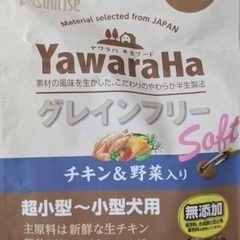 Sunrise
Material selected from JAPAN
ヤワラハ 半生フード
YawaraHa
素材の風味を生かした、こだわりのやわらか半生製法
グレインフリー
Soft
チキン&野菜入り
超小型〜小型犬用
無添加
主原料は新鮮な生チキン